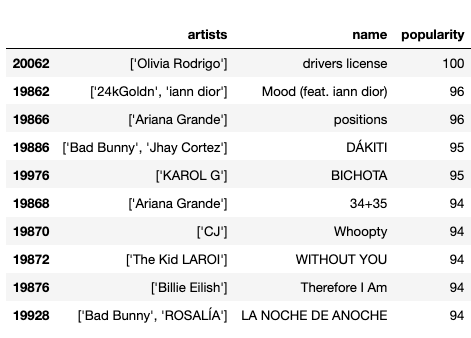 artists name popularity
20062 ['Olivia Rodrigo'] drivers license 100
19862 ['24kGoldn', 'iann dior'] Mood (feat. iann dior) 96
19866 ['Ariana Grande'] positions 96
19886 ['Bad Bunny', 'Jhay Cortez'] DÁKITI 95
19976 ['KAROL G'] BICHOTA 95
19868 ['Ariana Grande'] 34+35 94
19870 ['CJ'] Whoopty 94
19872 ['The Kid LAROI'] WITHOUT YOU 94
19876 ['Billie Eilish'] Therefore I Am 94
19928 ['Bad Bunny', 'ROSALÍA'] LA NOCHE DE ANOCHE 94